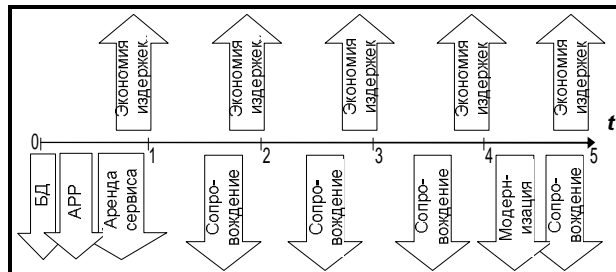 Экономия
издержек
Экономия
издержек
Экономия
издержек
Экономия
издержек
Экономия
издержек
0
1
2
3
4
5
t
БД
АРР
Аренда
сервиса
Сопро-
вождение
Сопро-
вождение
Сопро-
вождение
Модерн-
изация
Сопро-
вождение